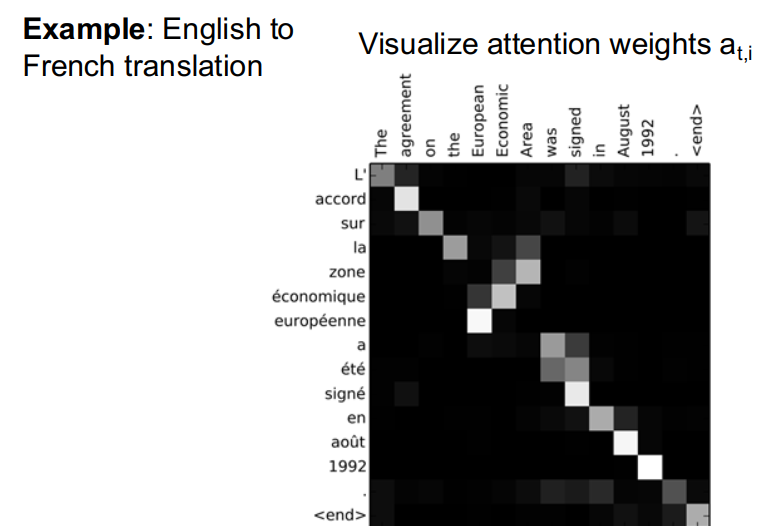 Example: English to
French translation
Visualize attention weights at,i
The
agreement
on
the
European
Economic
Area
was
signed
in
August
1992
.
<end>
L'
accord
sur
la
zone
économique
européenne
a
été
signé
en
août
1992
.
<end>